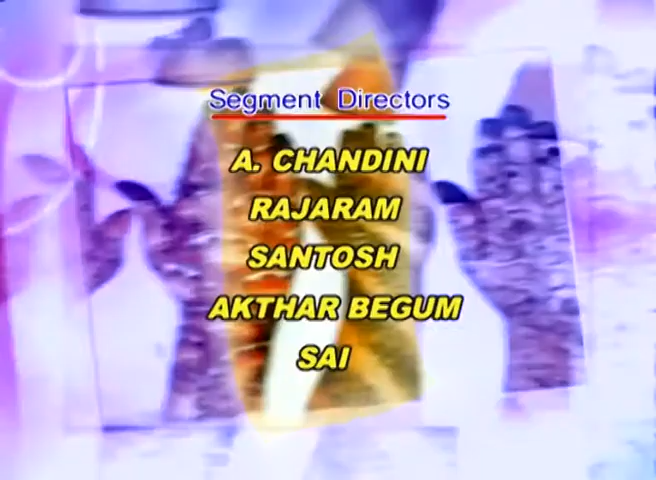 Segment Directors
A. CHANDINI
RAJARAM
SANTOSH
AKTHAR BEGUM
SAI